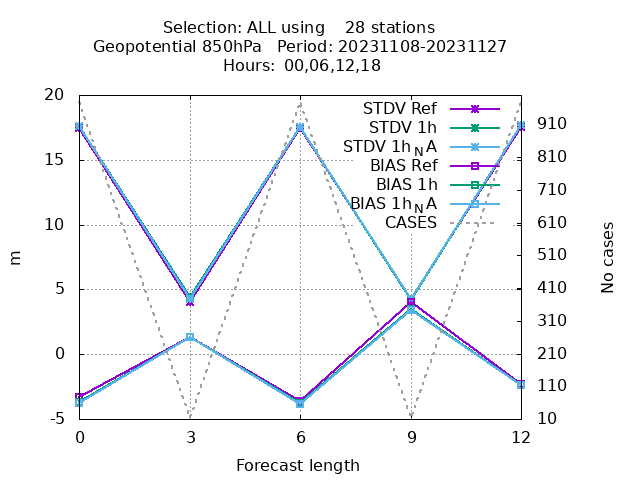 Selection: ALL using    28 stations
Geopotential 850hPa   Period: 20231108-20231127
Hours: 00,06,12,18
STDV Ref
STDV 1h
STDV 1h_NA
BIAS Ref
BIAS 1h
BIAS 1h_NA
CASES
20
15
10
5
0
-5
m
910
810
710
610
510
410
310
210
110
10
No cases
0 3 6 9 12
Forecast length